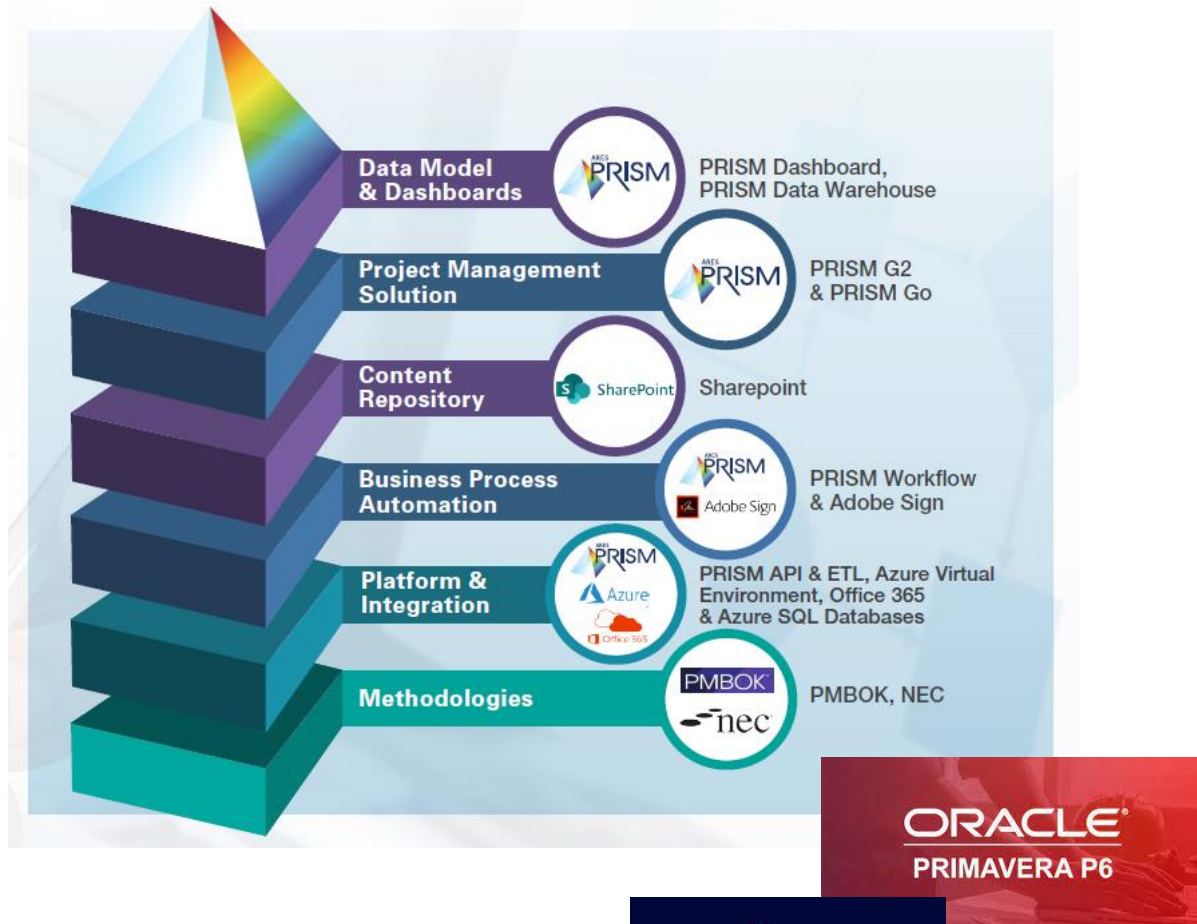 Data Model
& Dashboards
ARES
PRISM
PRISM Dashboard,
PRISM Data Warehouse
Project Management
Solution
ARES
PRISM
PRISM G2
& PRISM Go
Content
Repository
S SharePoint
Sharepoint
Business Process
Automation
ARES
PRISM
Adobe Sign
PRISM Workflow
& Adobe Sign
Platform &
Integration
ARES
PRISM
Azure
Office 365
PRISM API & ETL, Azure Virtual
Environment, Office 365
& Azure SQL Databases
Methodologies
PMBOK
nec
PMBOK, NEC
ORACLE®
PRIMAVERA P6